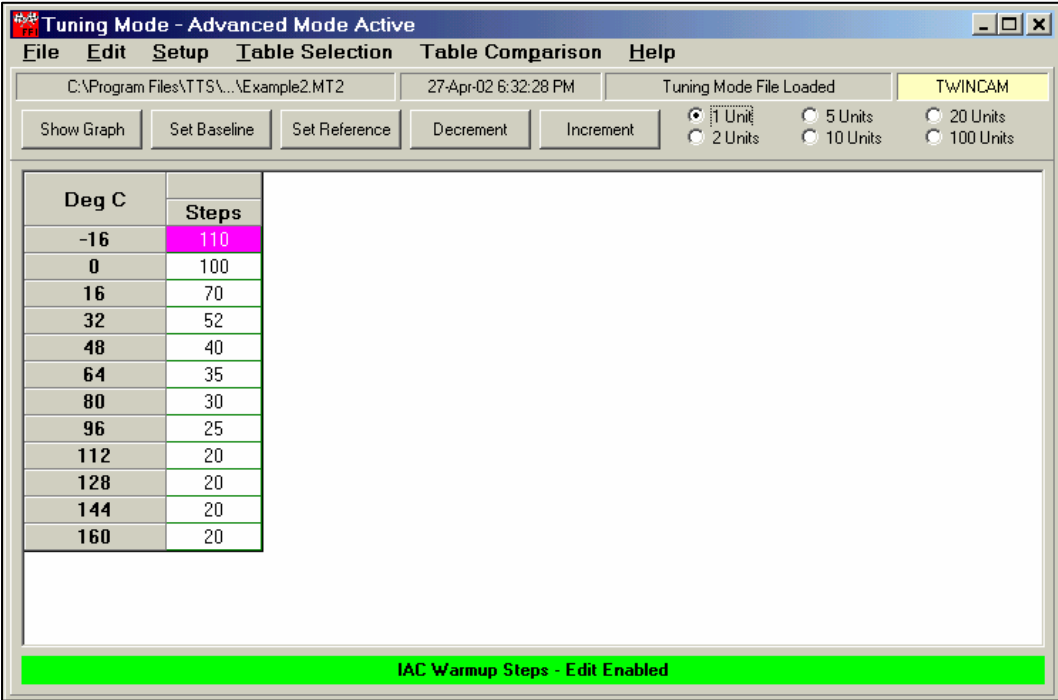 Tuning Mode - Advanced Mode Active
File Edit Setup Table Selection Table Comparison Help
C:\Program Files\TTS\...\Example2.MT2 27-Apr-02 6:32:28 PM Tuning Mode File Loaded TWINCAM
Show Graph Set Baseline Set Reference Decrement Increment
1 Unit 5 Units 20 Units
2 Units 10 Units 100 Units
Deg C Steps
-16 110
0 100
16 70
32 52
48 40
64 35
80 30
96 25
112 20
128 20
144 20
160 20
IAC Warmup Steps - Edit Enabled